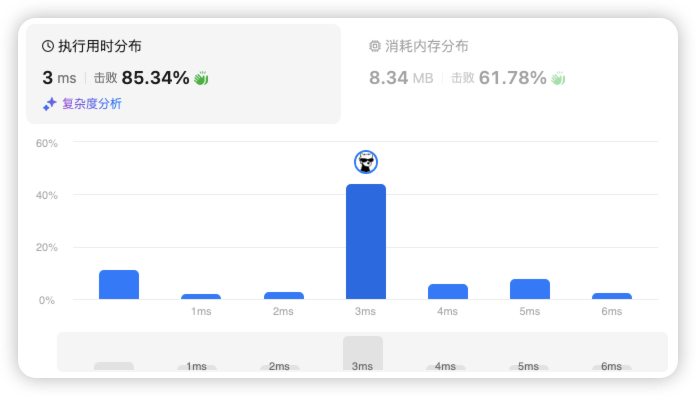 执行用时分布
3 ms 击败 85.34%
复杂度分析
消耗内存分布
8.34 MB 击败 61.78%
60%
40%
20%
0%
1ms 2ms 3ms 4ms 5ms 6ms
1ms 2ms 3ms 4ms 5ms 6ms